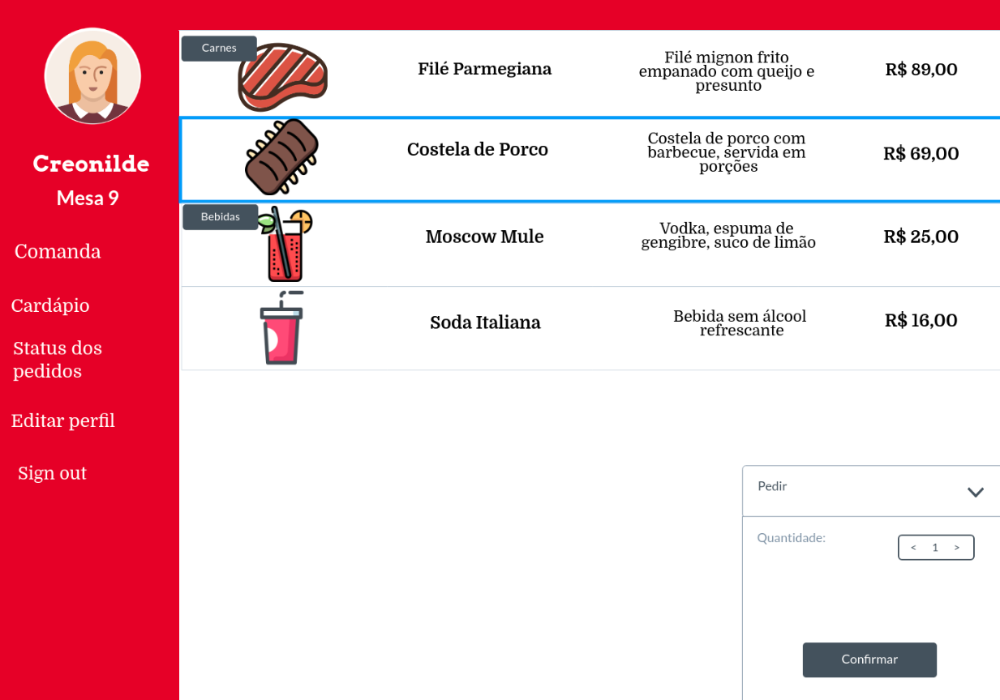 Creonilde
Mesa 9
Comanda
Cardápio
Status dos
pedidos
Editar perfil
Sign out
Carnes
Filé Parmegiana
Filé mignon frito
empanado com queijo e
presunto
R$ 89,00
Costela de Porco
Costela de porco com
barbecue, servida em
porções
R$ 69,00
Bebidas
Moscow Mule
Vodka, espuma de
gengibre, suco de limão
R$ 25,00
Soda Italiana
Bebida sem álcool
refrescante
R$ 16,00
Pedir
Quantidade:
< 1 >
Confirmar